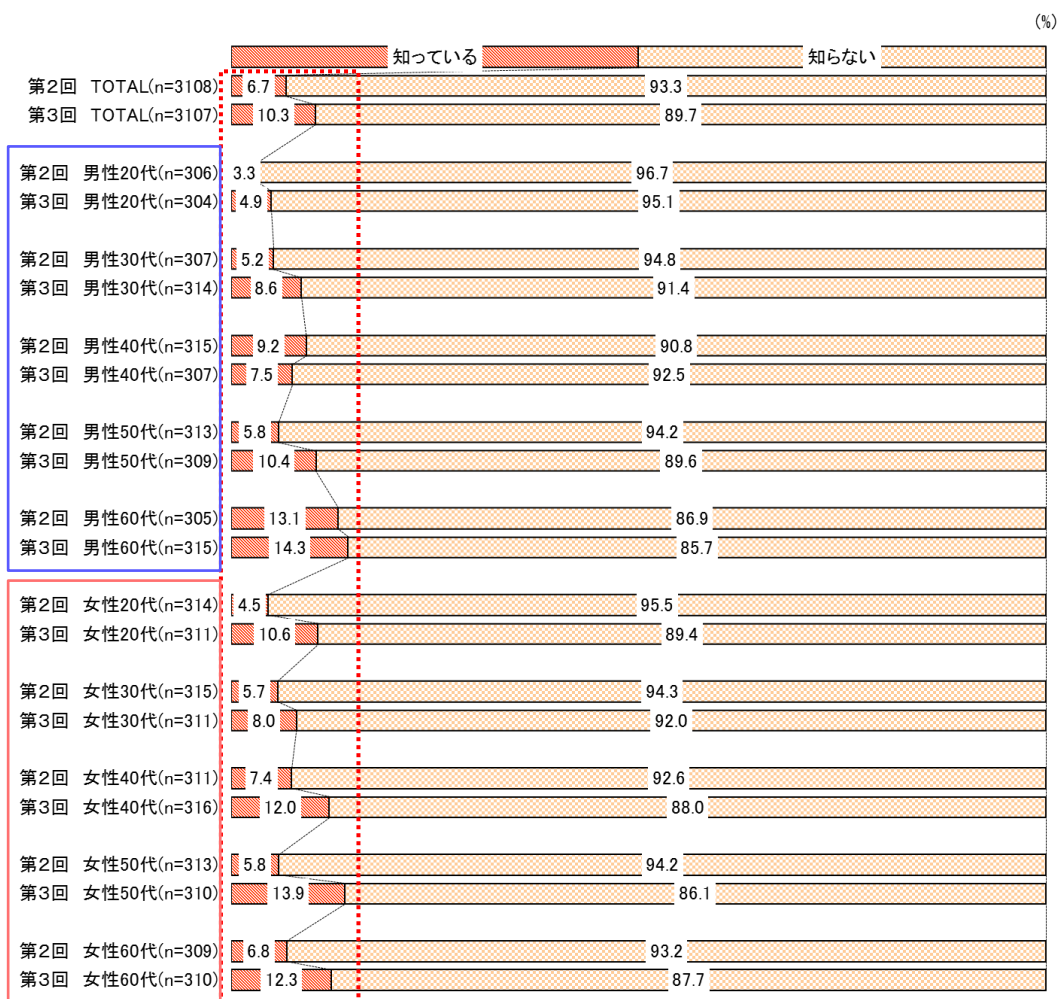 (%)
知っている 知らない
第2回 TOTAL(n=3108) 6.7 93.3
第3回 TOTAL(n=3107) 10.3 89.7
第2回 男性20代(n=306) 3.3 96.7
第3回 男性20代(n=304) 4.9 95.1
第2回 男性30代(n=307) 5.2 94.8
第3回 男性30代(n=314) 8.6 91.4
第2回 男性40代(n=315) 9.2 90.8
第3回 男性40代(n=307) 7.5 92.5
第2回 男性50代(n=313) 5.8 94.2
第3回 男性50代(n=309) 10.4 89.6
第2回 男性60代(n=305) 13.1 86.9
第3回 男性60代(n=315) 14.3 85.7
第2回 女性20代(n=314) 4.5 95.5
第3回 女性20代(n=311) 10.6 89.4
第2回 女性30代(n=315) 5.7 94.3
第3回 女性30代(n=311) 8.0 92.0
第2回 女性40代(n=311) 7.4 92.6
第3回 女性40代(n=316) 12.0 88.0
第2回 女性50代(n=313) 5.8 94.2
第3回 女性50代(n=310) 13.9 86.1
第2回 女性60代(n=309) 6.8 93.2
第3回 女性60代(n=310) 12.3 87.7